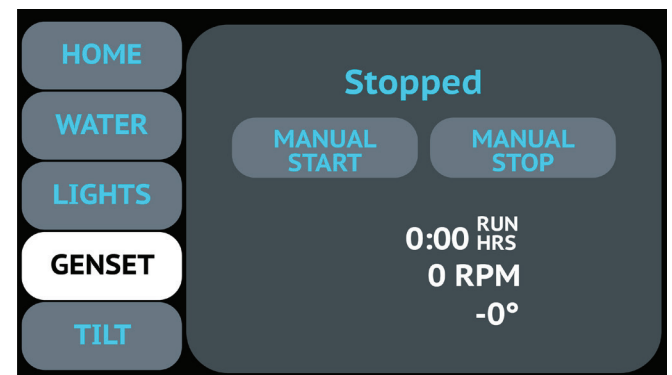 HOME
WATER
LIGHTS
GENSET
TILT
Stopped
MANUAL
START
MANUAL
STOP
0:00 RUN
HRS
0 RPM
-0°